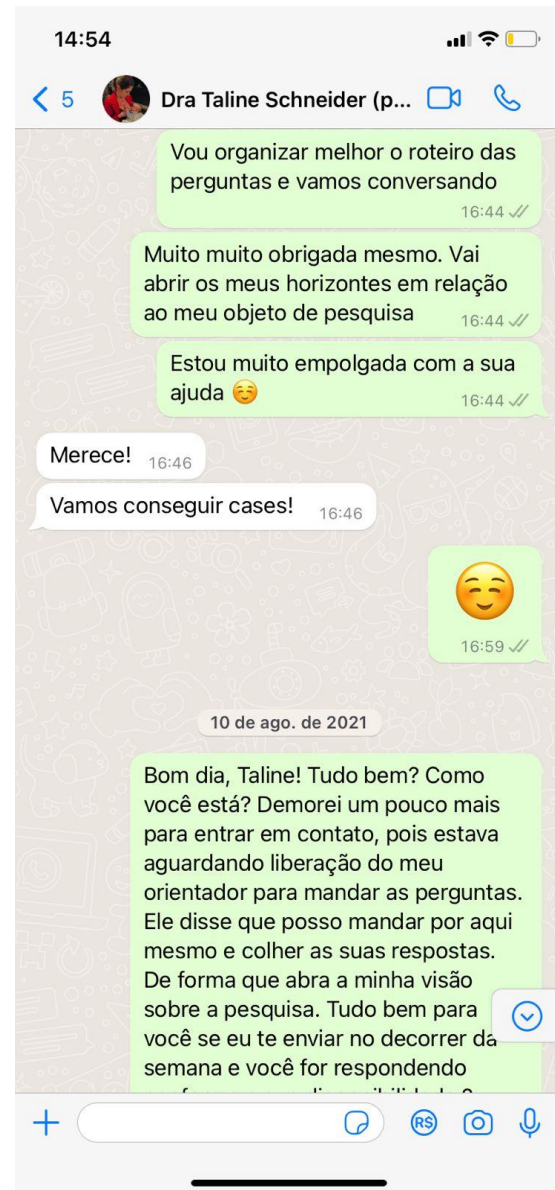 14:54
5 Dra Taline Schneider (p...
Vou organizar melhor o roteiro das
perguntas e vamos conversando
16:44
Muito muito obrigada mesmo. Vai
abrir os meus horizontes em relação
ao meu objeto de pesquisa
16:44
Estou muito empolgada com a sua
ajuda ☺️
16:44
Merece! 16:46
Vamos conseguir cases! 16:46
☺️
16:59
10 de ago. de 2021
Bom dia, Taline! Tudo bem? Como
você está? Demorei um pouco mais
para entrar em contato, pois estava
aguardando liberação do meu
orientador para mandar as perguntas.
Ele disse que posso mandar por aqui
mesmo e colher as suas respostas.
De forma que abra a minha visão
sobre a pesquisa. Tudo bem para
você se eu te enviar no decorrer da
semana e você for respondendo
R$